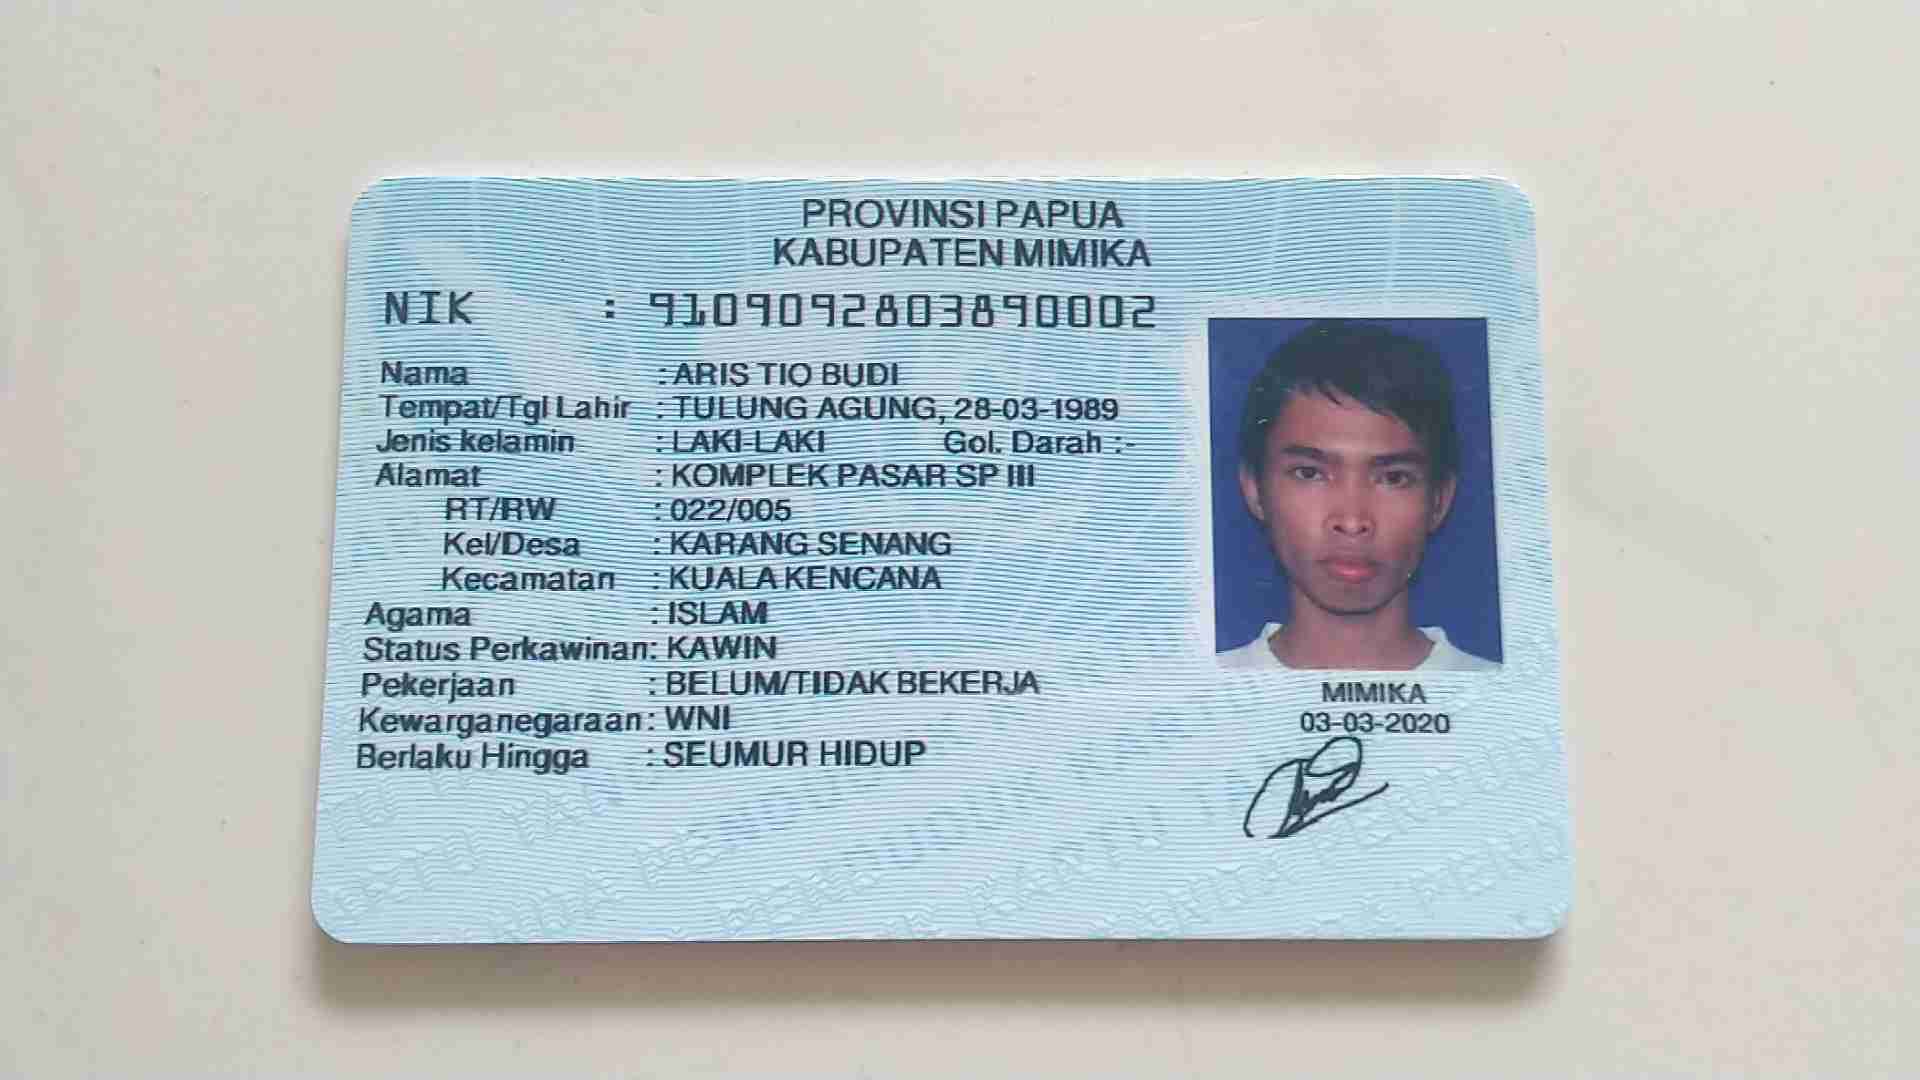 PROVINSI PAPUA
KABUPATEN MIMIKA
NIK : 9109092803890002
Nama : ARIS TIO BUDI
Tempat/Tgl Lahir : TULUNG AGUNG, 28-03-1989
Jenis kelamin : LAKI-LAKI Gol. Darah :-
Alamat : KOMPLEK PASAR SP III
RT/RW : 022/005
Kel/Desa : KARANG SENANG
Kecamatan : KUALA KENCANA
Agama : ISLAM
Status Perkawinan: KAWIN
Pekerjaan : BELUM/TIDAK BEKERJA
Kewarganegaraan: WNI
Berlaku Hingga : SEUMUR HIDUP
MIMIKA
03-03-2020